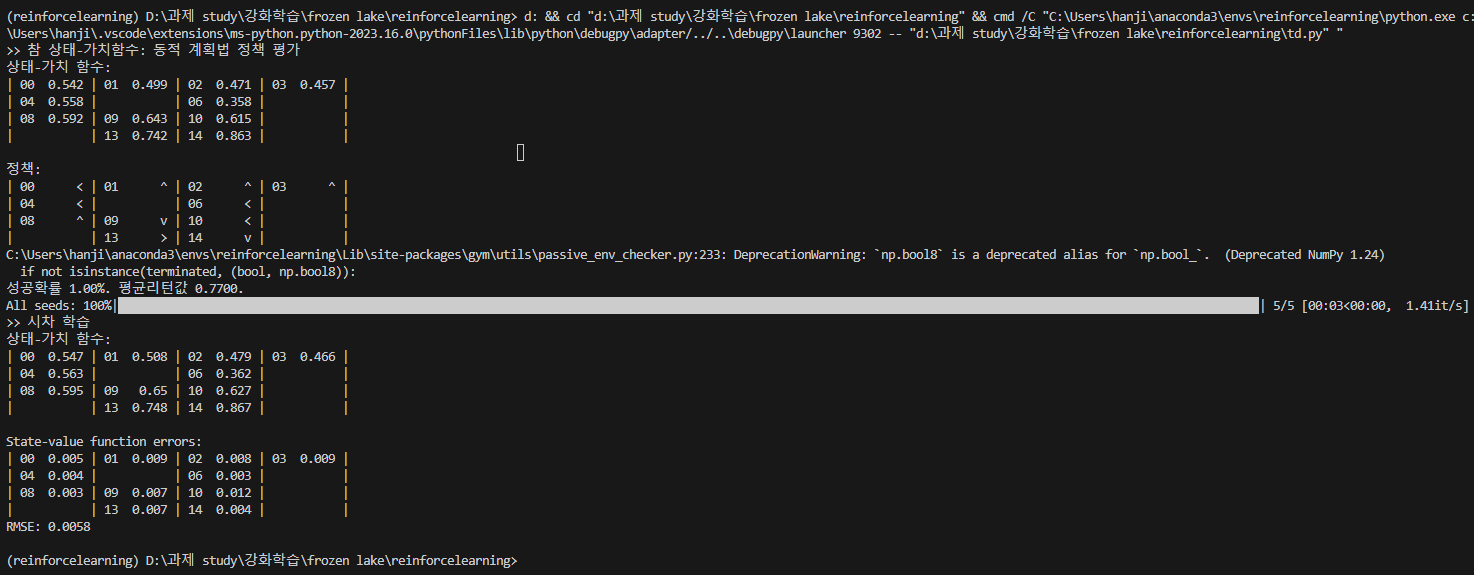 (reinforcelearning) D:\과제 study\강화학습\frozen lake\reinforcelearning> d: && cd "d:\과제 study\강화학습\frozen lake\reinforcelearning" && cmd /C "C:\Users\hanji\anaconda3\envs\reinforcelearning\python.exe c:
\Users\hanji\.vscode\extensions\ms-python.python-2023.16.0\pythonFiles\lib\python\debugpy\adapter/../..\debugpy\launcher 9302 -- "d:\과제 study\강화학습\frozen lake\reinforcelearning\td.py" "
>> 참 상태-가치함수: 동적 계획법 정책 평가
상태-가치 함수:
| 00  0.542 | 01  0.499 | 02  0.471 | 03  0.457 |
| 04  0.558 |           | 06  0.358 |           |
| 08  0.592 | 09  0.643 | 10  0.615 |           |
|           | 13  0.742 | 14  0.863 |           |
정책:
| 00      < | 01      ^ | 02      ^ | 03      ^ |
| 04      < |           | 06      < |           |
| 08      ^ | 09      v | 10      < |           |
|           | 13      > | 14      v |           |
C:\Users\hanji\anaconda3\envs\reinforcelearning\Lib\site-packages\gym\utils\passive_env_checker.py:233: DeprecationWarning: `np.bool8` is a deprecated alias for `np.bool_`.  (Deprecated NumPy 1.24)
  if not isinstance(terminated, (bool, np.bool8)):
성공확률 1.00%. 평균리턴값 0.7700.
All seeds: 100%| | 5/5 [00:03<00:00,  1.41it/s]
>> 시차 학습
상태-가치 함수:
| 00  0.547 | 01  0.508 | 02  0.479 | 03  0.466 |
| 04  0.563 |           | 06  0.362 |           |
| 08  0.595 | 09   0.65 | 10  0.627 |           |
|           | 13  0.748 | 14  0.867 |           |
State-value function errors:
| 00  0.005 | 01  0.009 | 02  0.008 | 03  0.009 |
| 04  0.004 |           | 06  0.003 |           |
| 08  0.003 | 09  0.007 | 10  0.012 |           |
|           | 13  0.007 | 14  0.004 |           |
RMSE: 0.0058
(reinforcelearning) D:\과제 study\강화학습\frozen lake\reinforcelearning>